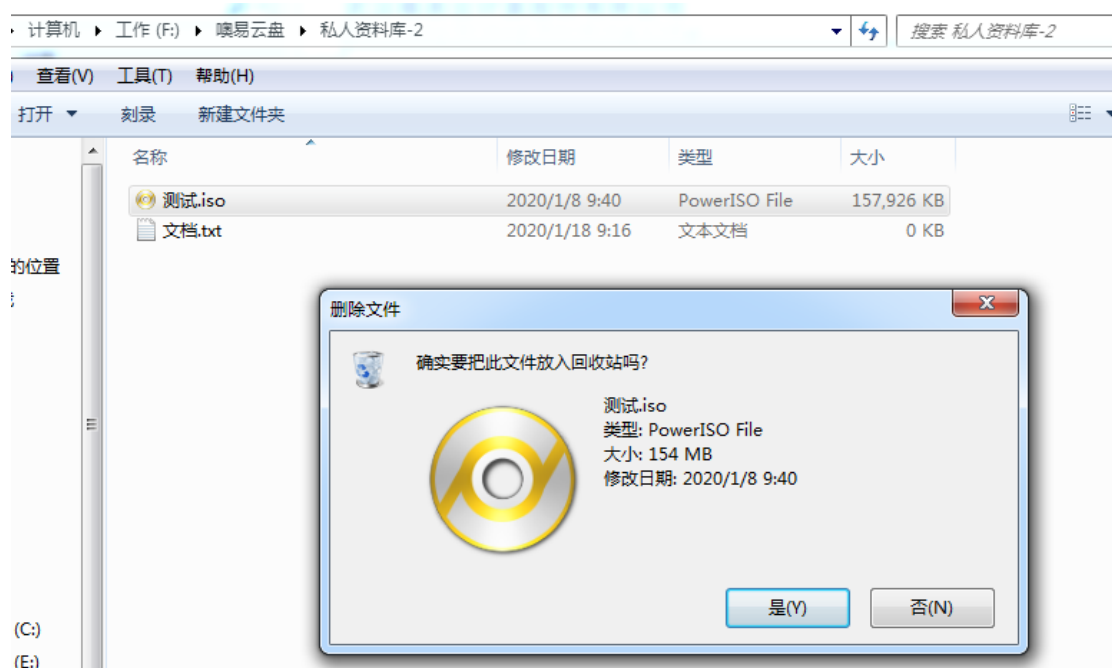 计算机 ▸ 工作 (F:) ▸ 噢易云盘 ▸ 私人资料库-2
搜索 私人资料库-2
查看(V) 工具(T) 帮助(H)
打开 刻录 新建文件夹
名称 修改日期 类型 大小
测试.iso 2020/1/8 9:40 PowerISO File 157,926 KB
文档.txt 2020/1/18 9:16 文本文档 0 KB
的位置
删除文件
确实要把此文件放入回收站吗?
测试.iso
类型: PowerISO File
大小: 154 MB
修改日期: 2020/1/8 9:40
是(Y) 否(N)
(C:)
(E:)